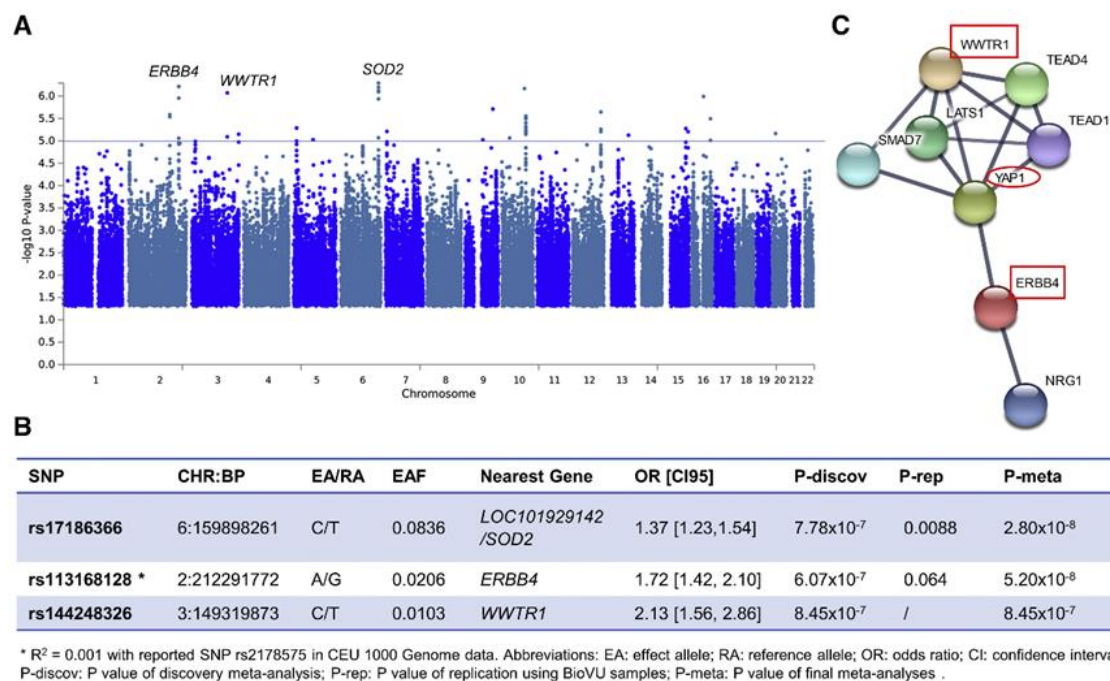 A
C
ERBB4
WWTR1
SOD2
6.0
5.5
5.0
4.5
4.0
3.5
3.0
2.5
2.0
1.5
1.0
0.5
0.0
-log10 P-value
1 2 3 4 5 6 7 8 9 10 11 12 13 14 15 16 17 18 19 20 21 22
Chromosome
WWTR1
TEAD4
LATS1
TEAD1
SMAD7
YAP1
ERBB4
NRG1
B
SNP CHR:BP EA/RA EAF Nearest Gene OR [CI95] P-discov P-rep P-meta
rs17186366 6:159898261 C/T 0.0836 LOC101929142 1.37 [1.23,1.54] 7.78x10-7 0.0088 2.80x10-8
/SOD2
rs113168128 * 2:212291772 A/G 0.0206 ERBB4 1.72 [1.42, 2.10] 6.07x10-7 0.064 5.20x10-8
rs144248326 3:149319873 C/T 0.0103 WWTR1 2.13 [1.56, 2.86] 8.45x10-7 / 8.45x10-7
* R2 = 0.001 with reported SNP rs2178575 in CEU 1000 Genome data. Abbreviations: EA: effect allele; RA: reference allele; OR: odds ratio; CI: confidence interva
P-discov: P value of discovery meta-analysis; P-rep: P value of replication using BioVU samples; P-meta: P value of final meta-analyses .